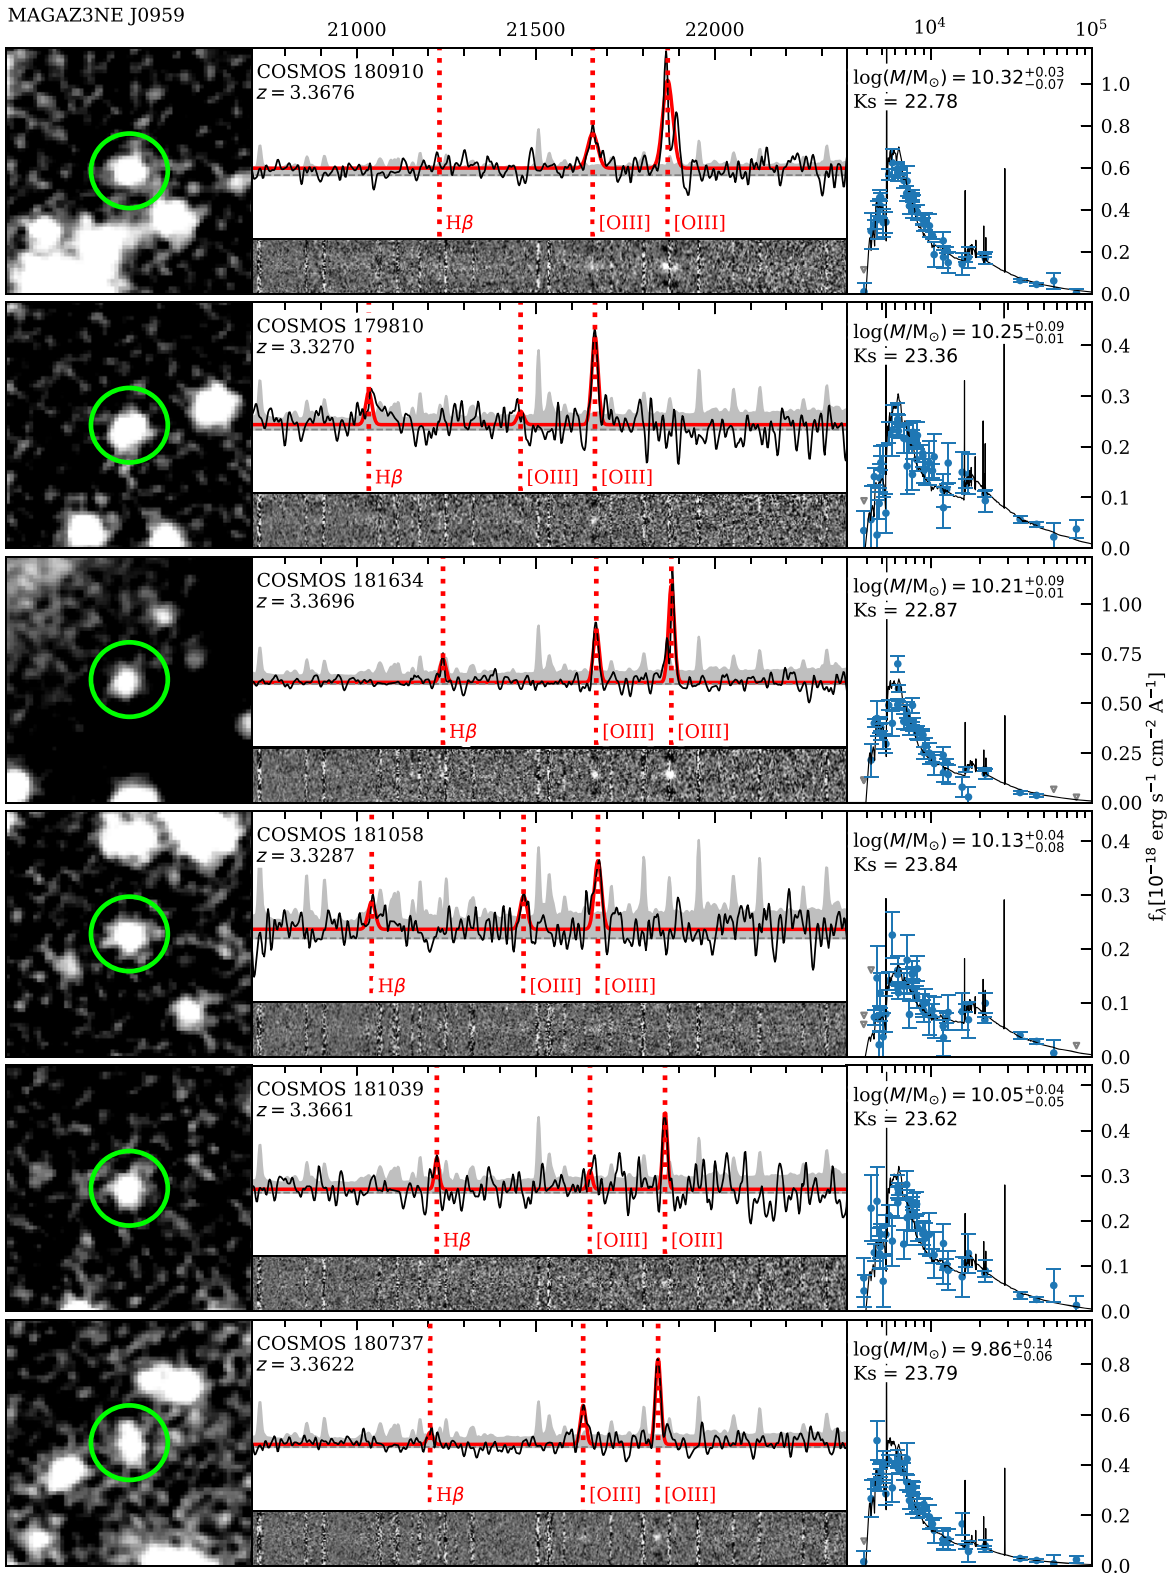 MAGAZ3NE J0959
21000 21500 22000 10⁴ 10⁵
COSMOS 180910
z = 3.3676
Hβ [OIII] [OIII]
log(M/M⊙) = 10.32+0.03−0.07
Ks = 22.78
1.0
0.8
0.6
0.4
0.2
0.0
COSMOS 179810
z = 3.3270
Hβ [OIII] [OIII]
log(M/M⊙) = 10.25+0.09−0.01
Ks = 23.36
0.4
0.3
0.2
0.1
0.0
COSMOS 181634
z = 3.3696
Hβ [OIII] [OIII]
log(M/M⊙) = 10.21+0.09−0.01
Ks = 22.87
1.00
0.75
0.50
0.25
0.00
fλ[10⁻¹⁸ erg s⁻¹ cm⁻² A⁻¹]
COSMOS 181058
z = 3.3287
Hβ [OIII] [OIII]
log(M/M⊙) = 10.13+0.04−0.08
Ks = 23.84
0.4
0.3
0.2
0.1
0.0
COSMOS 181039
z = 3.3661
Hβ [OIII] [OIII]
log(M/M⊙) = 10.05+0.04−0.05
Ks = 23.62
0.5
0.4
0.3
0.2
0.1
0.0
COSMOS 180737
z = 3.3622
Hβ [OIII] [OIII]
log(M/M⊙) = 9.86+0.14−0.06
Ks = 23.79
0.8
0.6
0.4
0.2
0.0